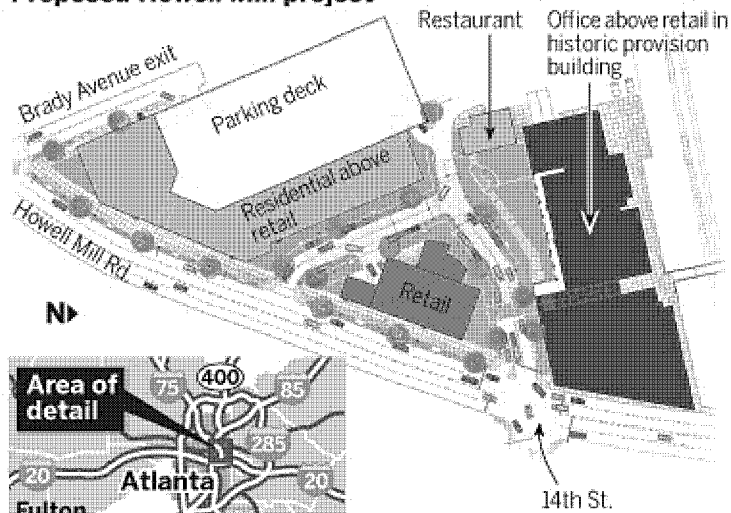 Proposed Howell Mill project
Restaurant
Office above retail in
historic provision
building
Brady Avenue exit
Parking deck
Residential above
retail
Howell Mill Rd.
Retail
N
14th St.
Area of
detail
75
400
85
285
20
20
Atlanta
Fulton